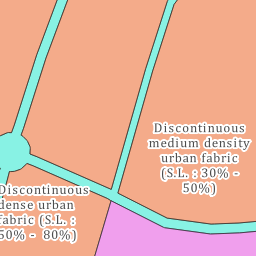 Discontinuous
medium density
urban fabric
(S.L. : 30% -
50%)
Discontinuous
dense urban
fabric (S.L. :
50% - 80%)